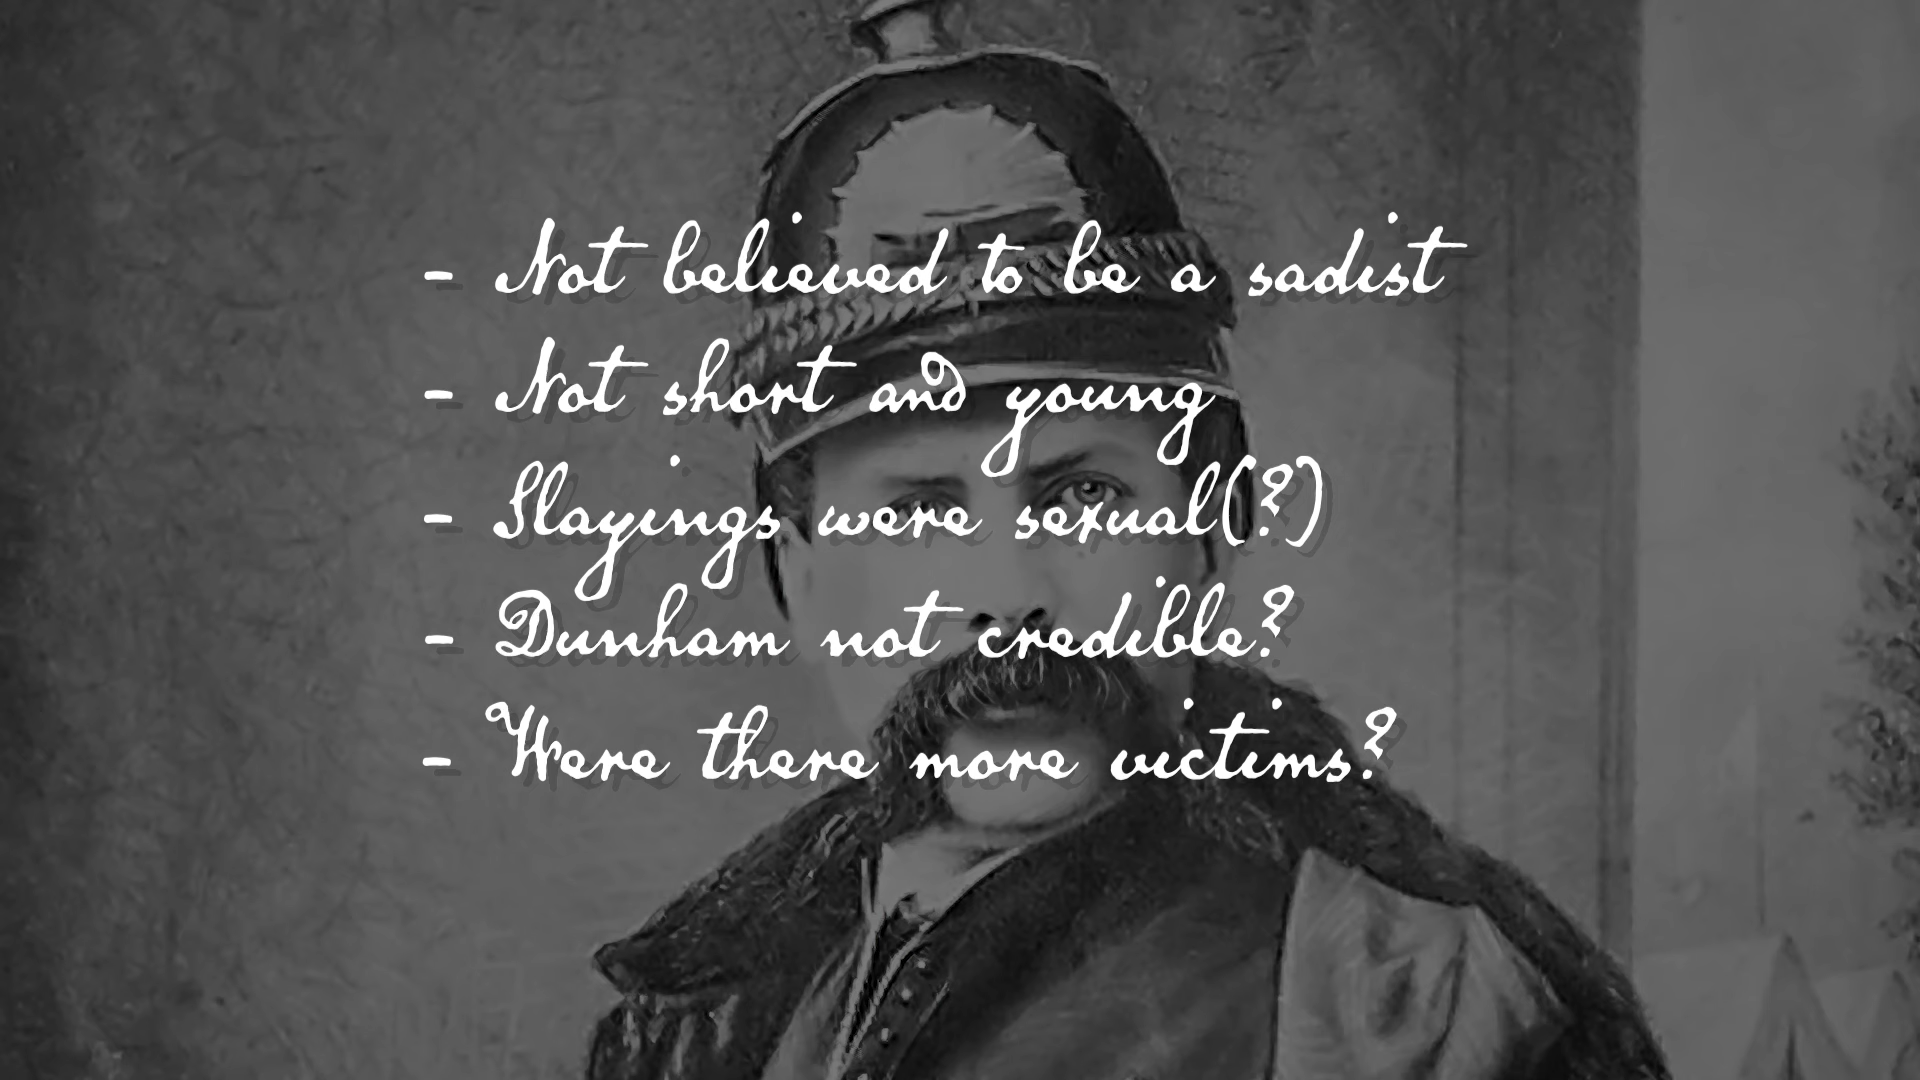 - Not believed to be a sadist
- Not short and young
- Slayings were sexual(?)
- Dunham not credible?
- Were there more victims?